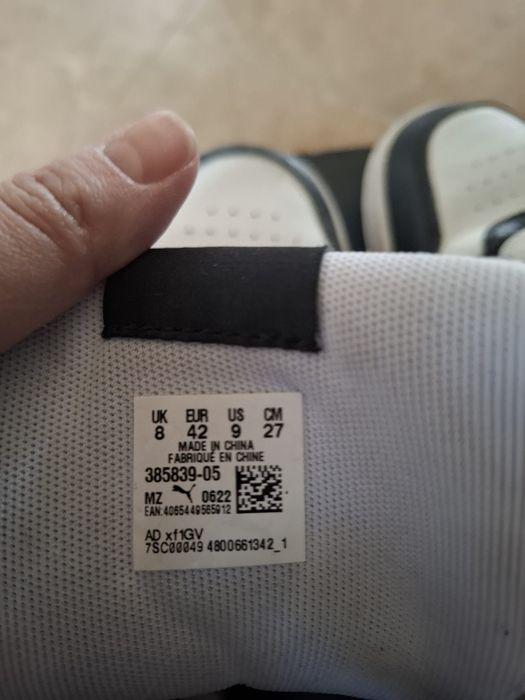 UK EUR US CM
8 42 9 27
MADE IN CHINA
FABRIQUÉ EN CHINE
385839-05
MZ 0622
EAN:4065449565912
AD xf1GV
7SC00049 4800661342_1